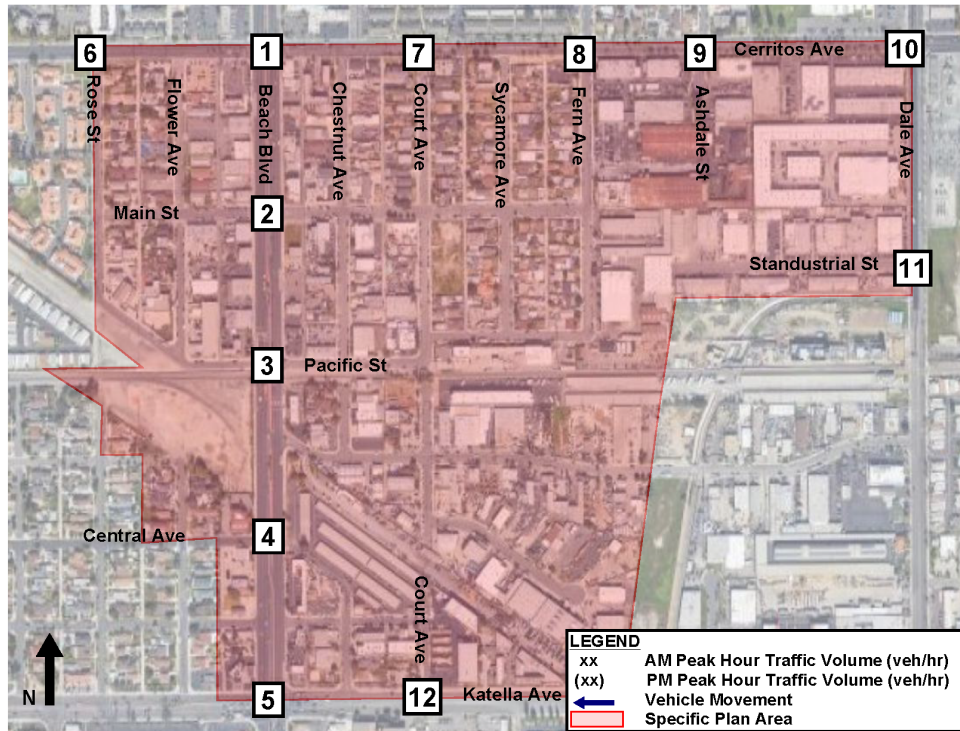 6
1
7
8
9
Cerritos Ave
10
Rose St
Flower Ave
Beach Blvd
Chestnut Ave
Court Ave
Sycamore Ave
Fern Ave
Ashdale St
Dale Ave
Main St
2
Standustrial St
11
3
Pacific St
Central Ave
4
Court Ave
N
5
12
Katella Ave
LEGEND
xx AM Peak Hour Traffic Volume (veh/hr)
(xx) PM Peak Hour Traffic Volume (veh/hr)
Vehicle Movement
Specific Plan Area